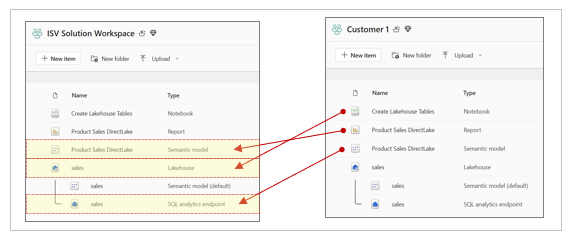 ISV Solution Workspace
+ New item
New folder
Upload
Name
Type
Create Lakehouse Tables
Notebook
Product Sales DirectLake
Report
Product Sales DirectLake
Semantic model
sales
Lakehouse
sales
Semantic model (default)
sales
SQL analytics endpoint
Customer 1
+ New item
New folder
Upload
Name
Type
Create Lakehouse Tables
Notebook
Product Sales DirectLake
Report
Product Sales DirectLake
Semantic model
sales
Lakehouse
sales
Semantic model (default)
sales
SQL analytics endpoint